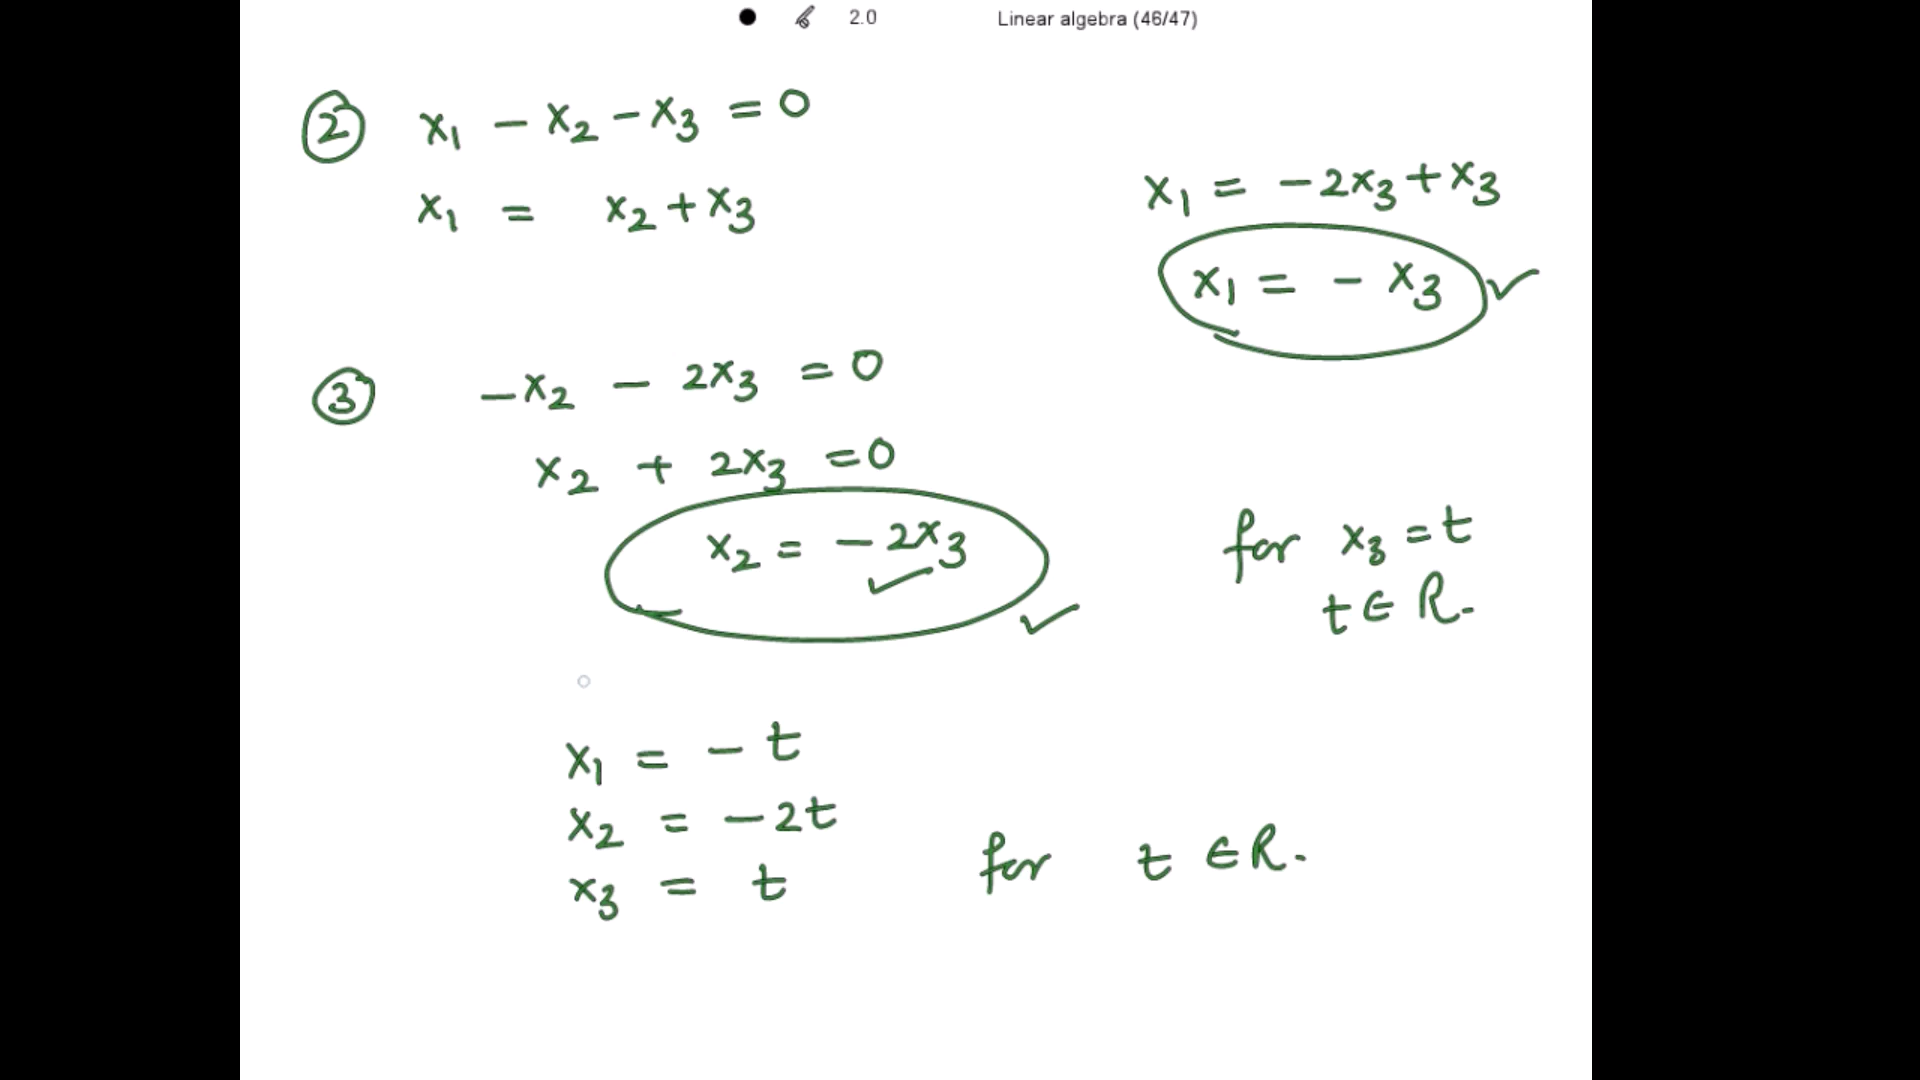 2.0 Linear algebra (46/47)
② x₁ - x₂ - x₃ = 0
x₁ = x₂ + x₃
x₁ = -2x₃ + x₃
x₁ = - x₃ ✓
③ -x₂ - 2x₃ = 0
x₂ + 2x₃ = 0
x₂ = -2x₃ ✓ ✓
for x₃ = t
t ∈ R.
x₁ = - t
x₂ = -2t
x₃ = t for t ∈ R.